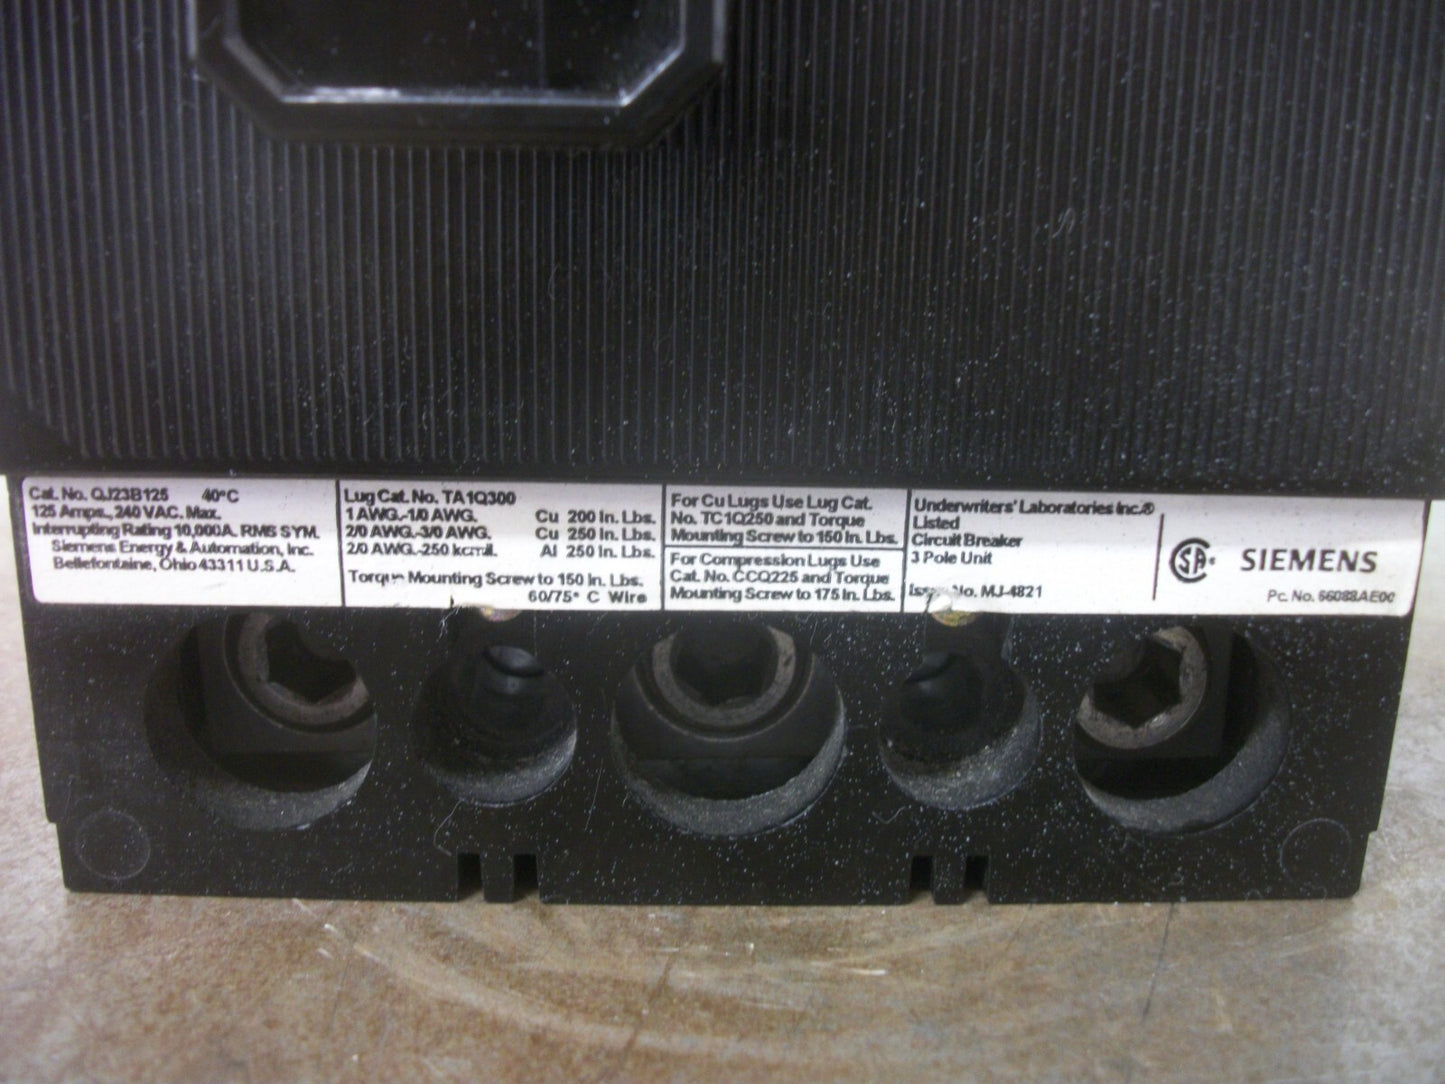 Cat. No. QJ23B125 40°C
125 Amps., 240 VAC. Max.
Interrupting Rating 10,000A. RMS SYM.
Siemens Energy & Automation, Inc.
Bellefontaine, Ohio 43311 U.S.A.
Lug Cat. No. TA1Q300
1 AWG.-1/0 AWG. Cu 200 In. Lbs.
2/0 AWG.-3/0 AWG. Cu 250 In. Lbs.
2/0 AWG.-250 kcmil. Al 250 In. Lbs.
Torque Mounting Screw to 150 In. Lbs.
60/75° C Wire
For Cu Lugs Use Lug Cat.
No. TC1Q250 and Torque
Mounting Screw to 150 In. Lbs.
For Compression Lugs Use
Cat. No. CCQ225 and Torque
Mounting Screw to 175 In. Lbs.
Underwriters' Laboratories Inc.®
Listed
Circuit Breaker
3 Pole Unit
Issue No. MJ-4821
SA
SIEMENS
Pc. No.